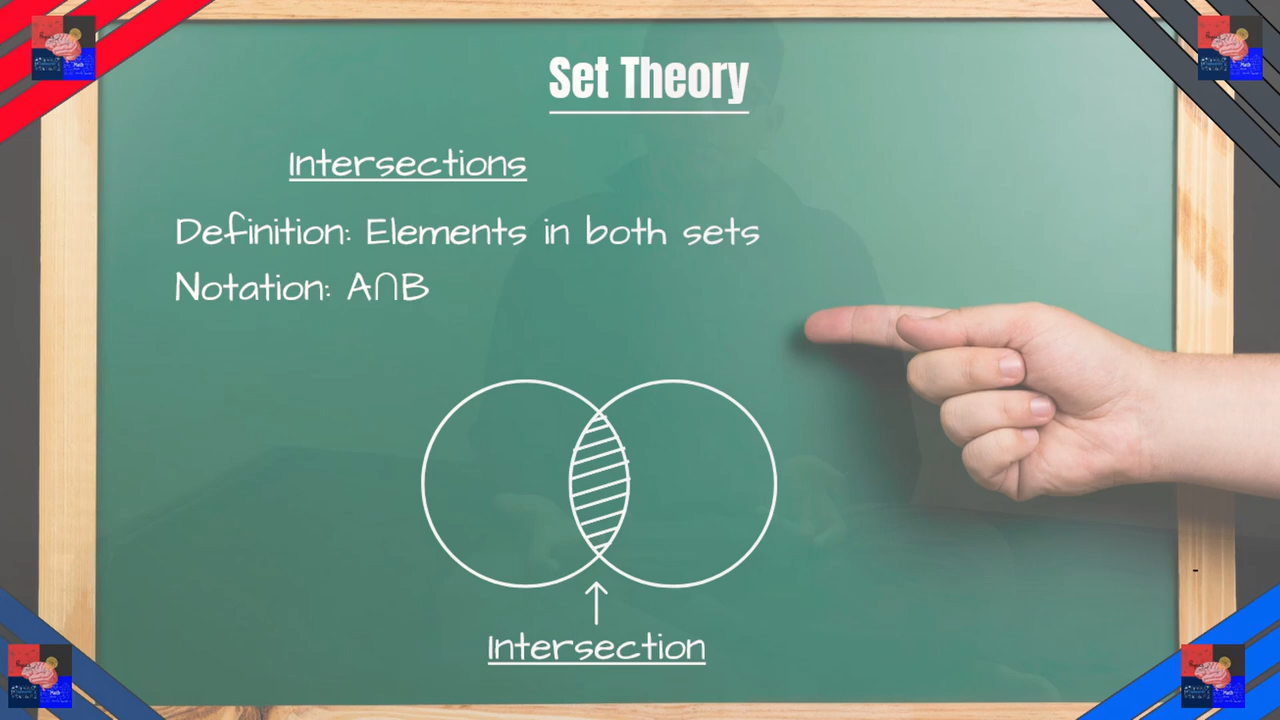 Set Theory
Intersections
Definition: Elements in both sets
Notation: A∩B
Intersection